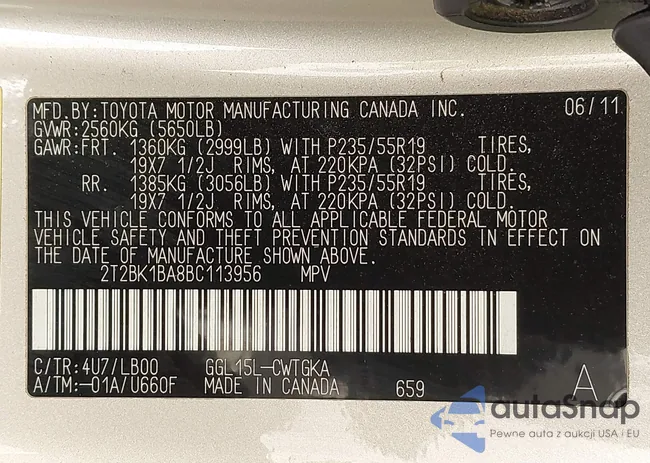 MFD.BY:TOYOTA MOTOR MANUFACTURING CANADA INC. 06/11
GVWR:2560KG (5650LB)
GAWR:FRT. 1360KG (2999LB) WITH P235/55R19 TIRES,
19X7 1/2J RIMS, AT 220KPA (32PSI) COLD.
RR. 1385KG (3056LB) WITH P235/55R19 TIRES,
19X7 1/2J RIMS, AT 220KPA (32PSI) COLD.
THIS VEHICLE CONFORMS TO ALL APPLICABLE FEDERAL MOTOR
VEHICLE SAFETY AND THEFT PREVENTION STANDARDS IN EFFECT ON
THE DATE OF MANUFACTURE SHOWN ABOVE.
2T2BK1BA8BC113956 MPV
C/TR:4U7/LB00 GGL15L-CWTGKA
A/TM:-01A/U660F MADE IN CANADA 659 A
autaSnap
Pewne auta z aukcji USA i EU